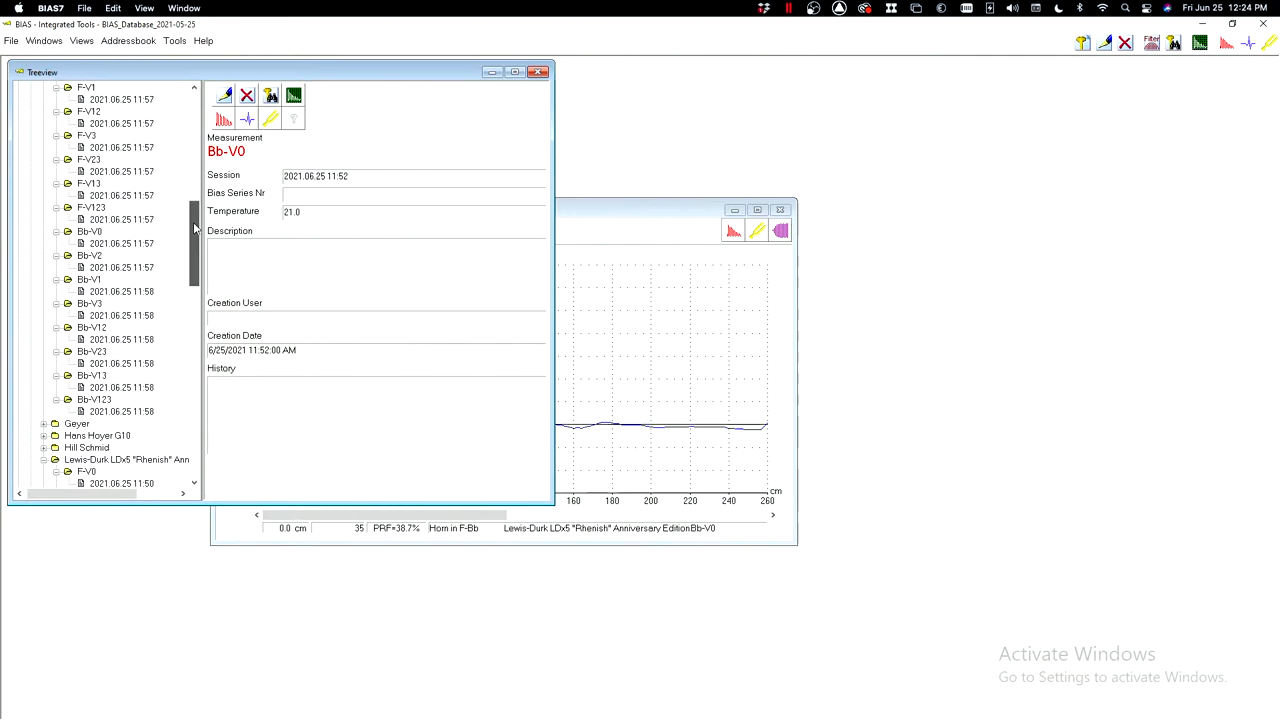 BIAS7 File Edit View Window Fri Jun 25 12:24 PM
BIAS - Integrated Tools - BIAS_Database_2021-05-25
File Windows Views Addressbook Tools Help
Filter
Treeview
F-V1
2021.06.25 11:57
F-V12
2021.06.25 11:57
F-V3
2021.06.25 11:57
F-V23
2021.06.25 11:57
F-V13
2021.06.25 11:57
F-V123
2021.06.25 11:57
Bb-V0
2021.06.25 11:57
Bb-V2
2021.06.25 11:57
Bb-V1
2021.06.25 11:58
Bb-V3
2021.06.25 11:58
Bb-V12
2021.06.25 11:58
Bb-V23
2021.06.25 11:58
Bb-V13
2021.06.25 11:58
Bb-V123
2021.06.25 11:58
Geyer
Hans Hoyer G10
Hill Schmid
Lewis-Durk LDx5 "Rhenish" Ann
F-V0
2021.06.25 11:50
Measurement
Bb-V0
Session 2021.06.25 11:52
Bias Series Nr
Temperature 21.0
Description
Creation User
Creation Date
6/25/2021 11:52:00 AM
History
cm
160 180 200 220 240 260
0.0 cm 35 PRF=38.7% Horn in F-Bb Lewis-Durk LDx5 "Rhenish" Anniversary EditionBb-V0
Activate Windows
Go to Settings to activate Windows.